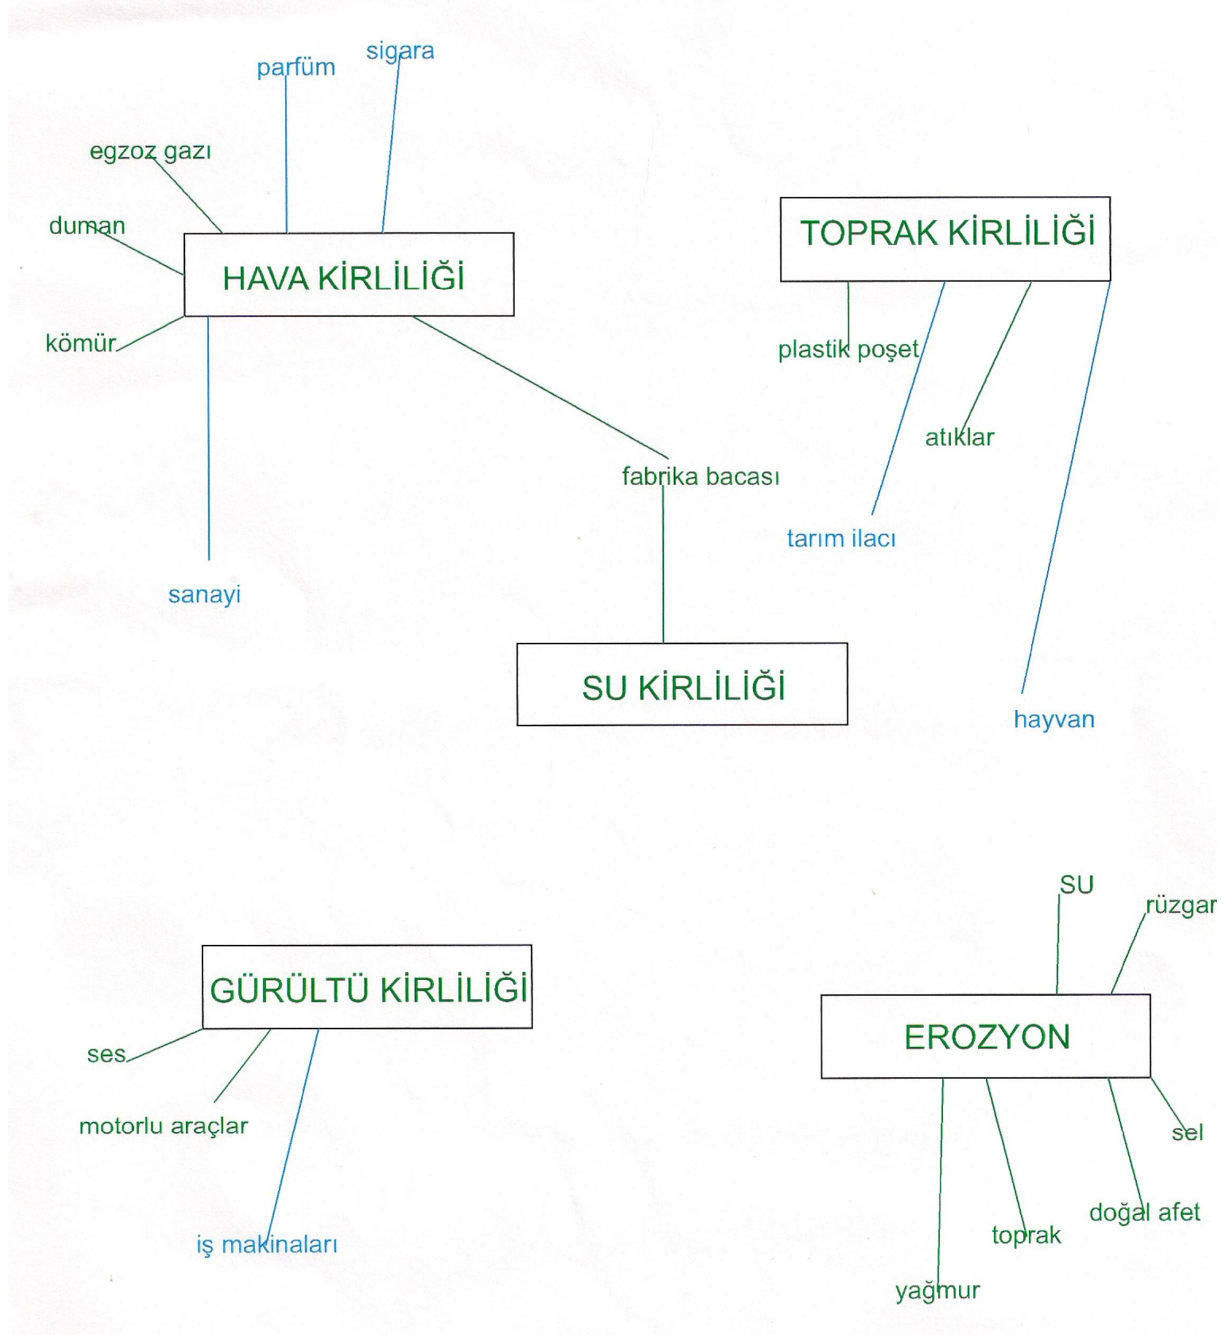 sigara
parfüm
egzoz gazı
duman
HAVA KİRLİLİĞİ
kömür
sanayi
fabrika bacası
SU KİRLİLİĞİ
TOPRAK KİRLİLİĞİ
plastik poşet
atıklar
tarım ilacı
hayvan
GÜRÜLTÜ KİRLİLİĞİ
ses
motorlu araçlar
iş makinaları
SU
rüzgar
EROZYON
sel
doğal afet
toprak
yağmur